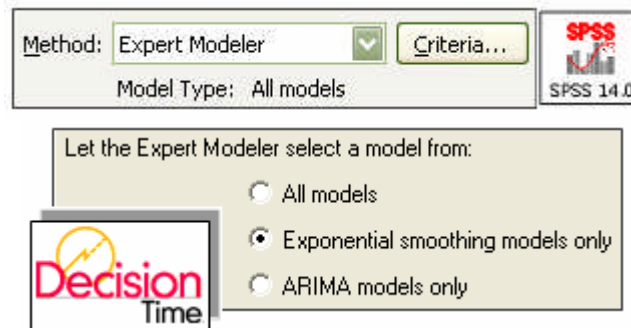 Method: Expert Modeler Criteria...
Model Type: All models
SPSS
SPSS 14.0
Let the Expert Modeler select a model from:
All models
Exponential smoothing models only
ARIMA models only
Decision
Time